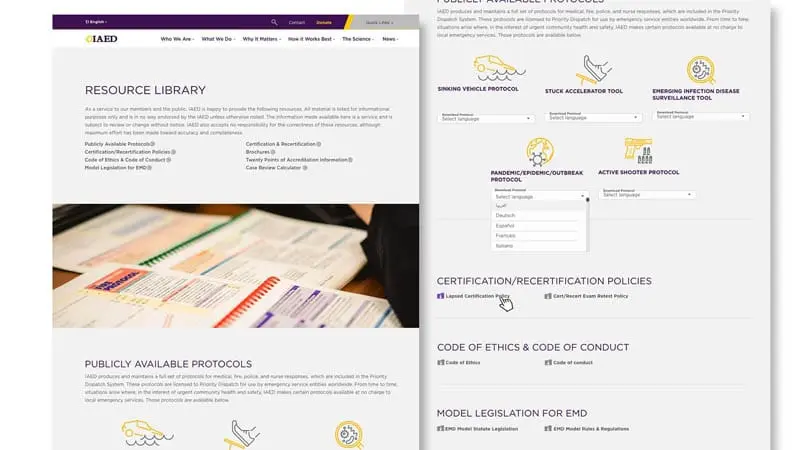 English
Contact
Donate
Quick Links
IAED
Who We Are
What We Do
Why It Matters
How it Works Best
The Science
News
RESOURCE LIBRARY
As a service to our members and the public, IAED is happy to provide the following resources. All material is listed for informational
purposes only and is in no way endorsed by the IAED unless otherwise noted. The information made available here is a service and is
subject to review or change without notice. IAED also accepts no responsibility for the correctness of those resources, although
maximum effort has been made toward accuracy and completeness.
Publicly Available Protocols
Certification/Recertification Policies
Code of Ethics & Code of Conduct
Model Legislation for EMD
Certification & Recertification
Brochures
Twenty Points of Accreditation Information
Case Review Calculator
FIRE
PROTOCOL
PUBLICLY AVAILABLE PROTOCOLS
IAED produces and maintains a full set of protocols for medical, fire, police, and nurse responses, which are included in the Priority
Dispatch System. These protocols are licensed to Priority Dispatch for use by emergency service entities worldwide. From time to time,
situations arise where, in the interest of urgent community health and safety, IAED makes certain protocols available at no charge to
local emergency services. Those protocols are available below.
PUBLICLY AVAILABLE PROTOCOLS
IAED produces and maintains a full set of protocols for medical, fire, police, and nurse responses, which are included in the Priority
Dispatch System. These protocols are licensed to Priority Dispatch for use by emergency service entities worldwide. From time to time,
situations arise where, in the interest of urgent community health and safety, IAED makes certain protocols available at no charge to
local emergency services. Those protocols are available below.
SINKING VEHICLE PROTOCOL
Download Protocol
Select language
STUCK ACCELERATOR TOOL
Download Protocol
Select language
EMERGING INFECTION DISEASE
SURVEILLANCE TOOL
Download Protocol
Select language
PANDEMIC/EPIDEMIC/OUTBREAK
PROTOCOL
Download Protocol
Select language
العربية
Deutsch
Español
Français
Italiano
ACTIVE SHOOTER PROTOCOL
Download Protocol
Select language
CERTIFICATION/RECERTIFICATION POLICIES
Lapsed Certification Policy
Cert/Recert Exam Retest Policy
CODE OF ETHICS & CODE OF CONDUCT
Code of Ethics
Code of conduct
MODEL LEGISLATION FOR EMD
EMD Model Statute Legislation
EMD Model Rules & Regulations